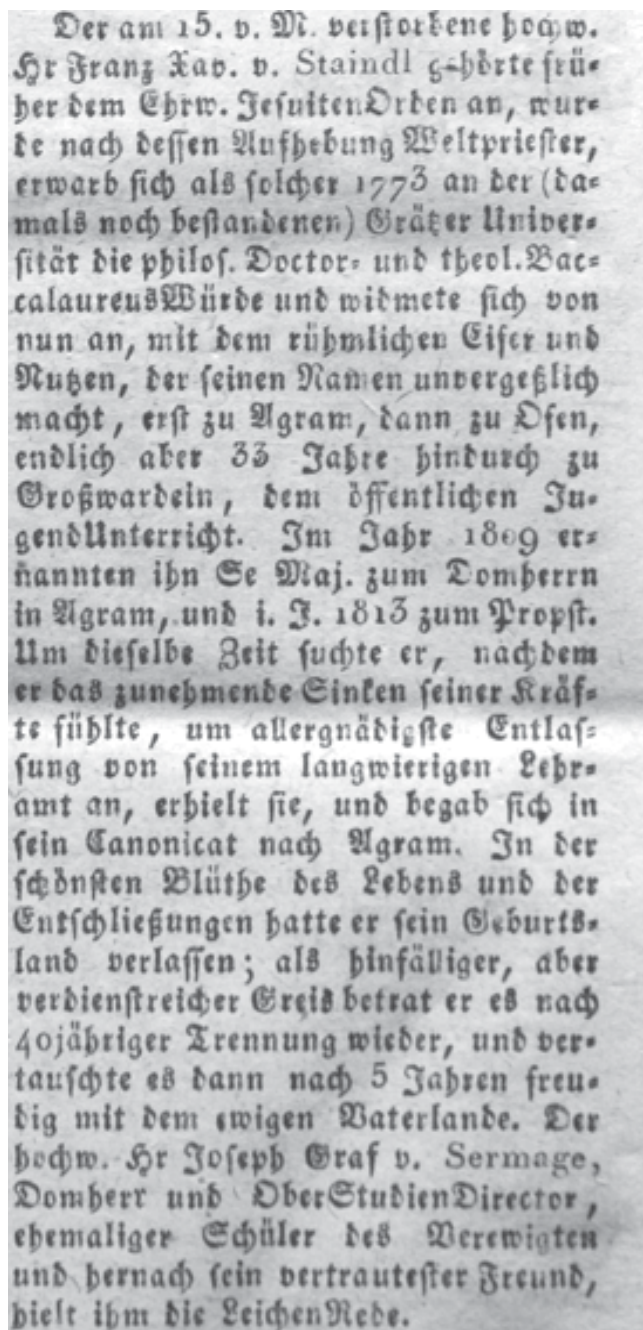 Der am 15. v. M. verstorbene hochw.
Hr Franz Xav. v. Staindl gehörte frü-
her dem Ehrw. JesuitenOrden an, wur-
de nach dessen Aufhebung Weltpriester,
erwarb sich als solcher 1773 an der (da-
mals noch bestandenen) Grätzer Univer-
sität die philos. Doctor- und theol. Bac-
calaureusWürde und widmete sich von
nun an, mit dem rühmlichen Eifer und
Nutzen, der seinen Namen unvergeßlich
macht, erst zu Agram, dann zu Ofen,
endlich aber 33 Jahre hindurch zu
Großwardein, dem öffentlichen Ju-
gendUnterricht. Im Jahr 1809 er-
nannten ihn Se Maj. zum Domherrn
in Agram, und i. J. 1813 zum Propst.
Um dieselbe Zeit suchte er, nachdem
er das zunehmende Sinken seiner Kräf-
te fühlte, um allergnädigste Entlas-
sung von seinem langwierigen Lehr-
amt an, erhielt sie, und begab sich in
sein Canonicat nach Agram. In der
schönsten Blüthe des Lebens und der
Entschließungen hatte er sein Geburts-
land verlassen; als hinfälliger, aber
verdienstreicher Greis betrat er es nach
40jähriger Trennung wieder, und ver-
tauschte es dann nach 5 Jahren freu-
dig mit dem ewigen Vaterlande. Der
hochw. Hr Joseph Graf v. Sermage,
Domherr und OberStudienDirector,
ehemaliger Schüler des Verewigten
und hernach sein vertrautester Freund,
hielt ihm die LeichenRede.